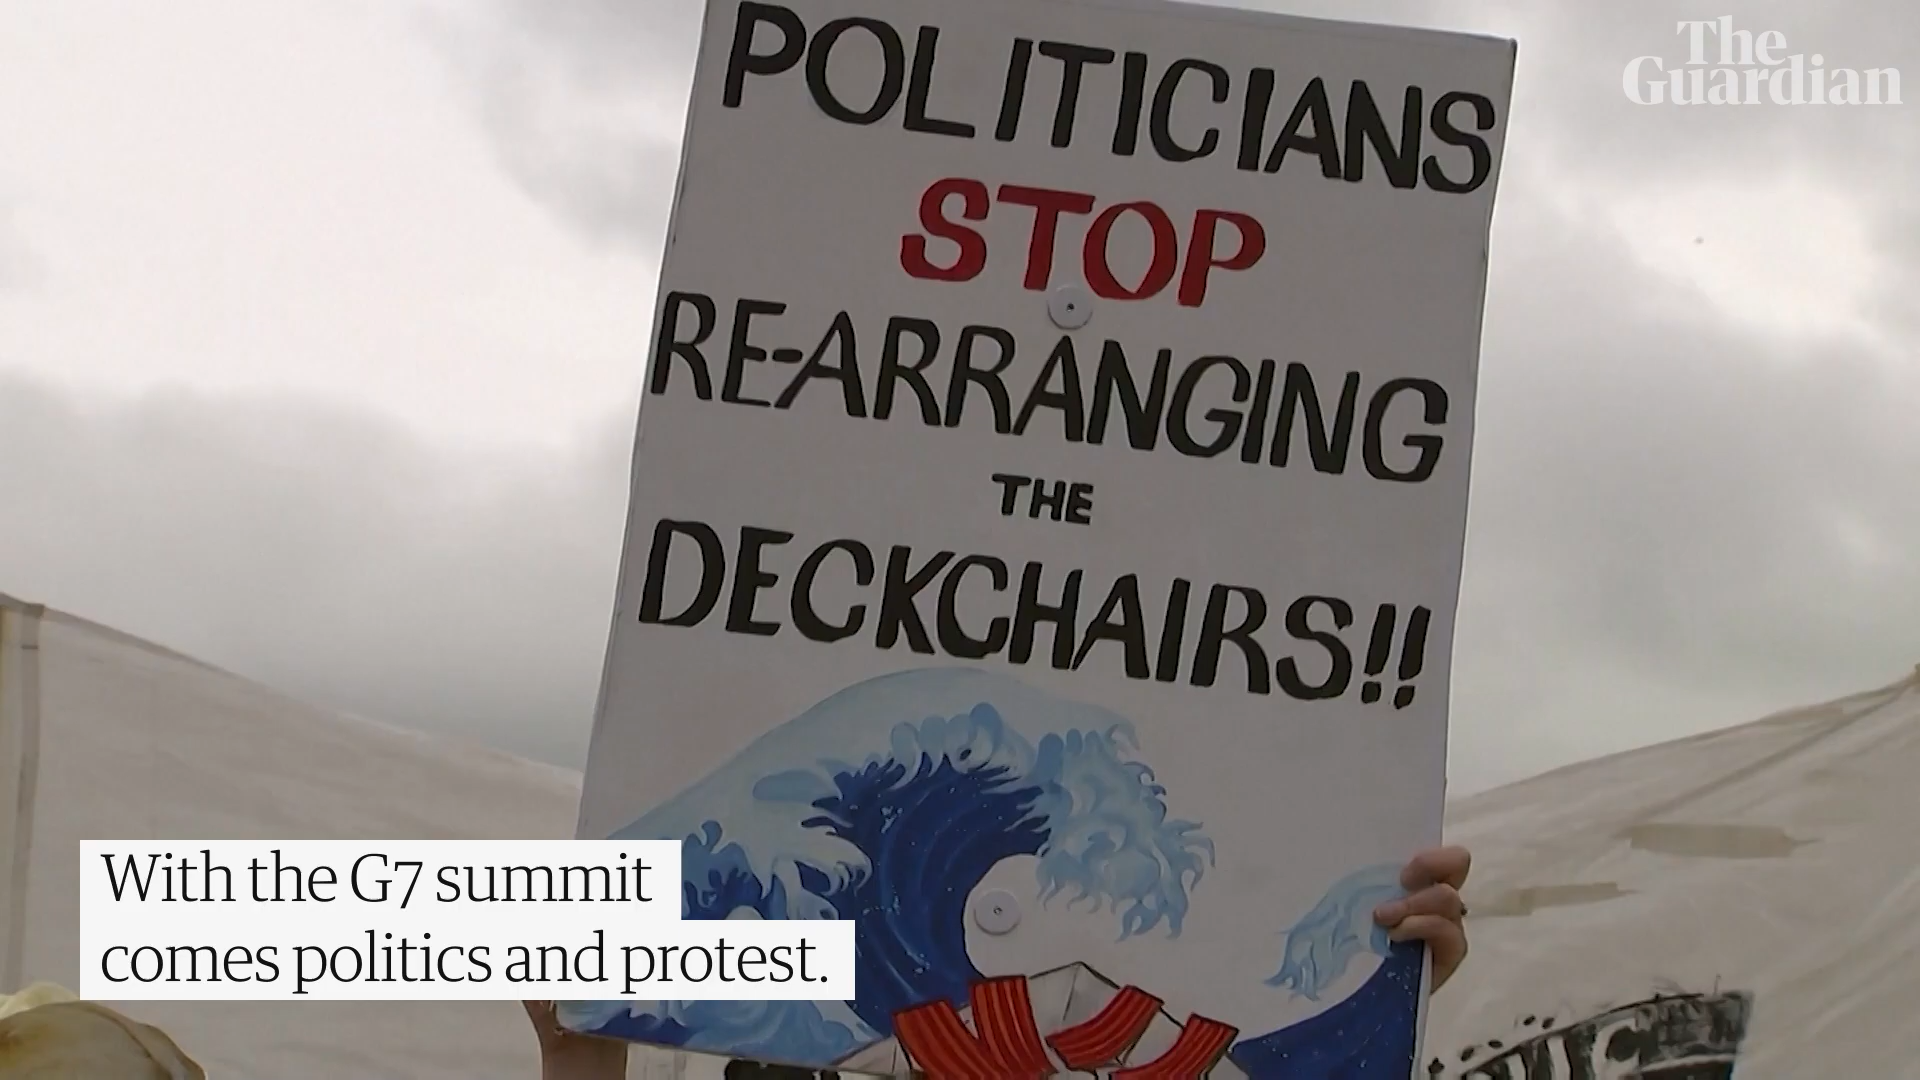 The
Guardian
POLITICIANS
STOP
RE-ARRANGING
THE
DECKCHAIRS!!
With the G7 summit
comes politics and protest.